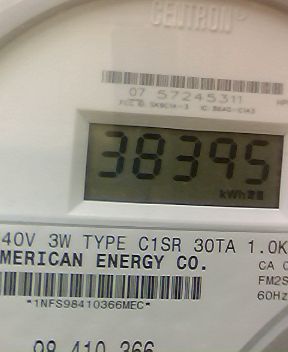 CENTRON®
07 57245311
38395
kWh
40V 3W TYPE C1SR 30TA 1.0K
MERICAN ENERGY CO.
CA
FM2S
60Hz
*1NFS98410366MEC*
98 410 366